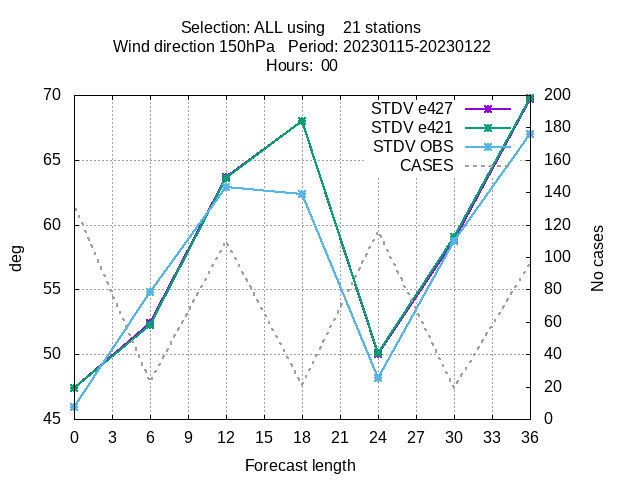 Selection: ALL using    21 stations
Wind direction 150hPa   Period: 20230115-20230122
Hours:  00
70
65
60
55
50
45
200
180
160
140
120
100
80
60
40
20
0
STDV e427
STDV e421
STDV OBS
CASES
deg
No cases
0 3 6 9 12 15 18 21 24 27 30 33 36
Forecast length